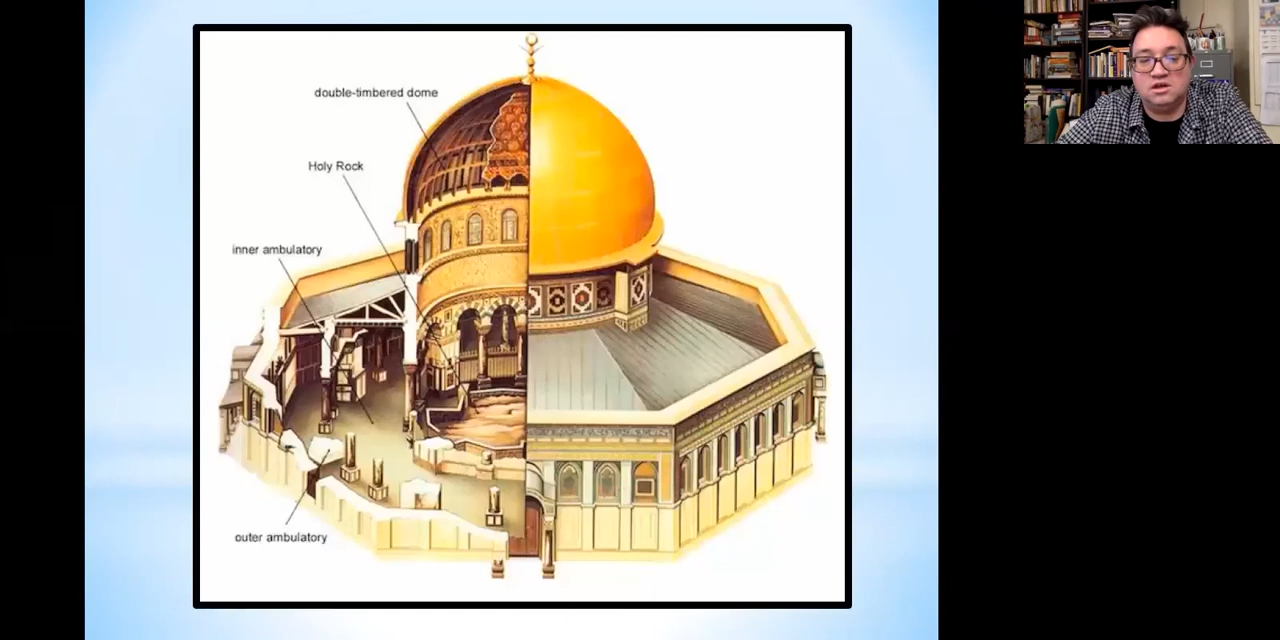 double-timbered dome
Holy Rock
inner ambulatory
outer ambulatory